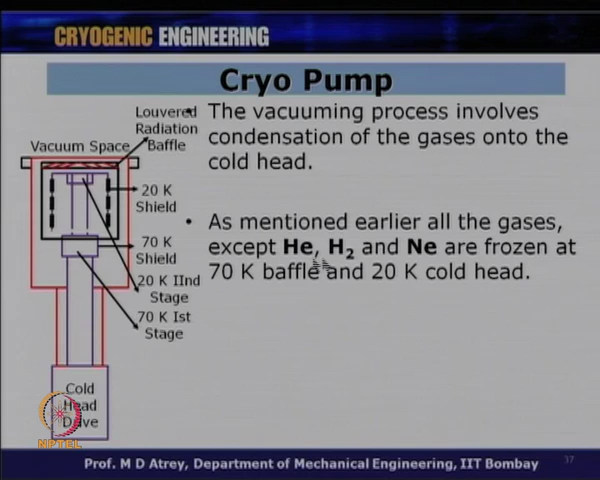 CRYOGENIC ENGINEERING
Cryo Pump
Louvered
Radiation
Baffle
Vacuum Space
20 K
Shield
70 K
Shield
20 K IInd
Stage
70 K Ist
Stage
Cold
Head
Drive
NPTEL
• The vacuuming process involves
condensation of the gases onto the
cold head.
• As mentioned earlier all the gases,
except He, H₂ and Ne are frozen at
70 K baffle and 20 K cold head.
Prof. M D Atrey, Department of Mechanical Engineering, IIT Bombay
37